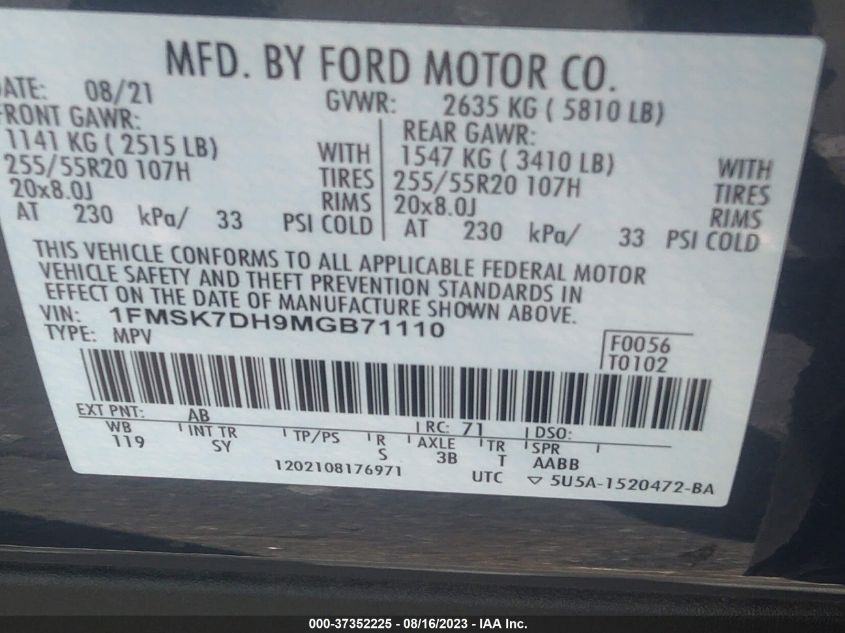 MFD. BY FORD MOTOR CO.
DATE: 08/21 GVWR: 2635 KG ( 5810 LB)
FRONT GAWR: REAR GAWR:
1141 KG ( 2515 LB) WITH 1547 KG ( 3410 LB) WITH
255/55R20 107H TIRES 255/55R20 107H TIRES
20x8.0J RIMS 20x8.0J RIMS
AT 230 kPa/ 33 PSI COLD AT 230 kPa/ 33 PSI COLD
THIS VEHICLE CONFORMS TO ALL APPLICABLE FEDERAL MOTOR
VEHICLE SAFETY AND THEFT PREVENTION STANDARDS IN
EFFECT ON THE DATE OF MANUFACTURE SHOWN ABOVE.
VIN: 1FMSK7DH9MGB71110
TYPE: MPV
F0056
T0102
EXT PNT: AB RC: 71 DSO:
WB INT TR TP/PS R AXLE TR SPR
119 SY S 3B T AABB
1202108176971 UTC ▽ 5U5A-1520472-BA
000-37352225 - 08/16/2023 - IAA Inc.